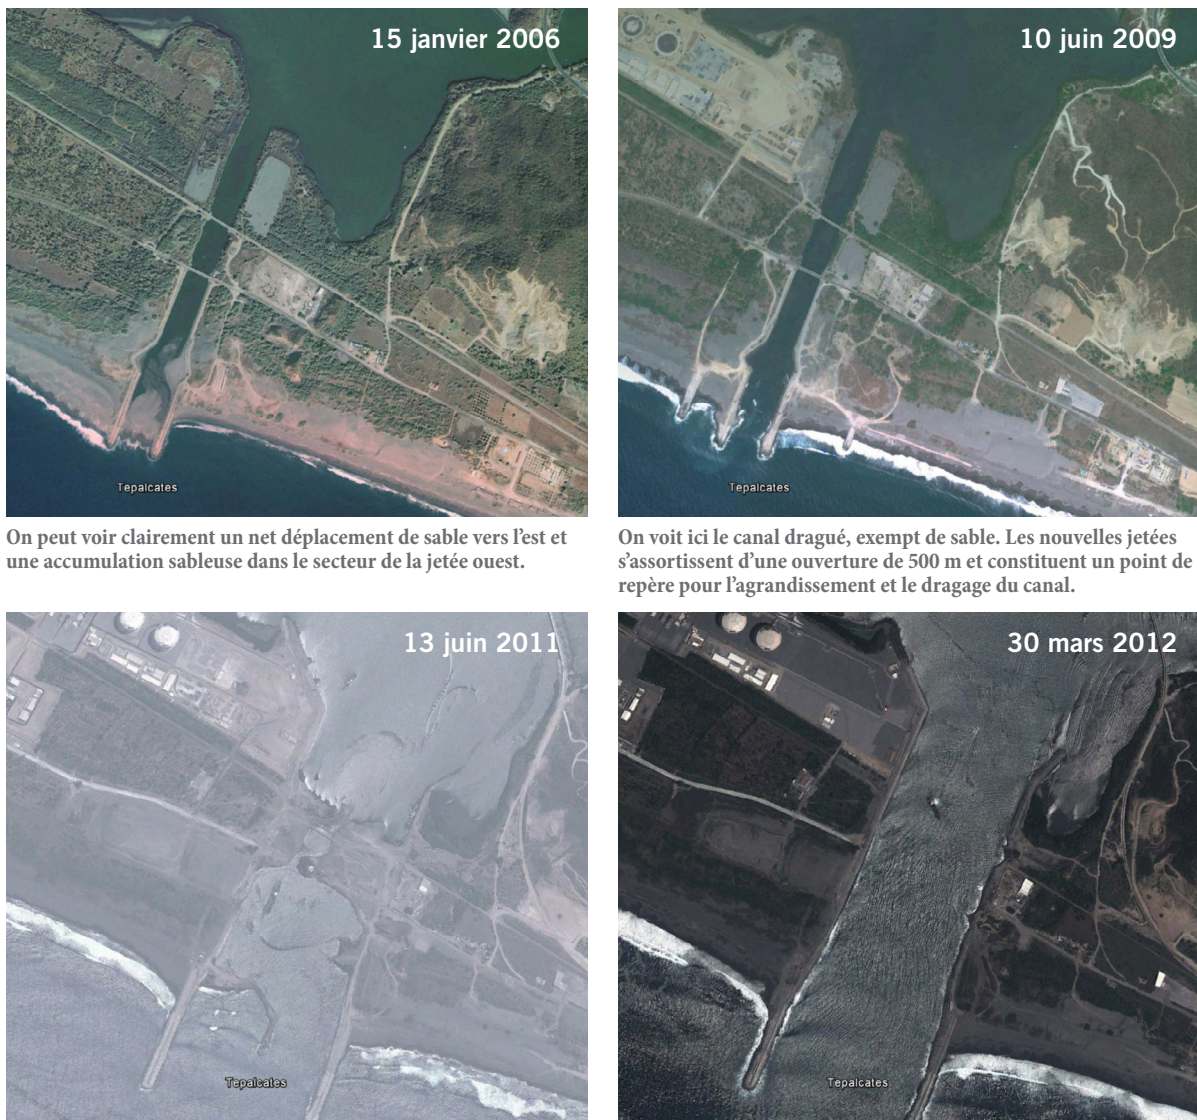 15 janvier 2006
10 juin 2009
Tepalcates
Tepalcates
On peut voir clairement un net déplacement de sable vers l’est et
une accumulation sableuse dans le secteur de la jetée ouest.
On voit ici le canal dragué, exempt de sable. Les nouvelles jetées
s’assortissent d’une ouverture de 500 m et constituent un point de
repère pour l’agrandissement et le dragage du canal.
13 juin 2011
30 mars 2012
Tepalcates
Tepalcates